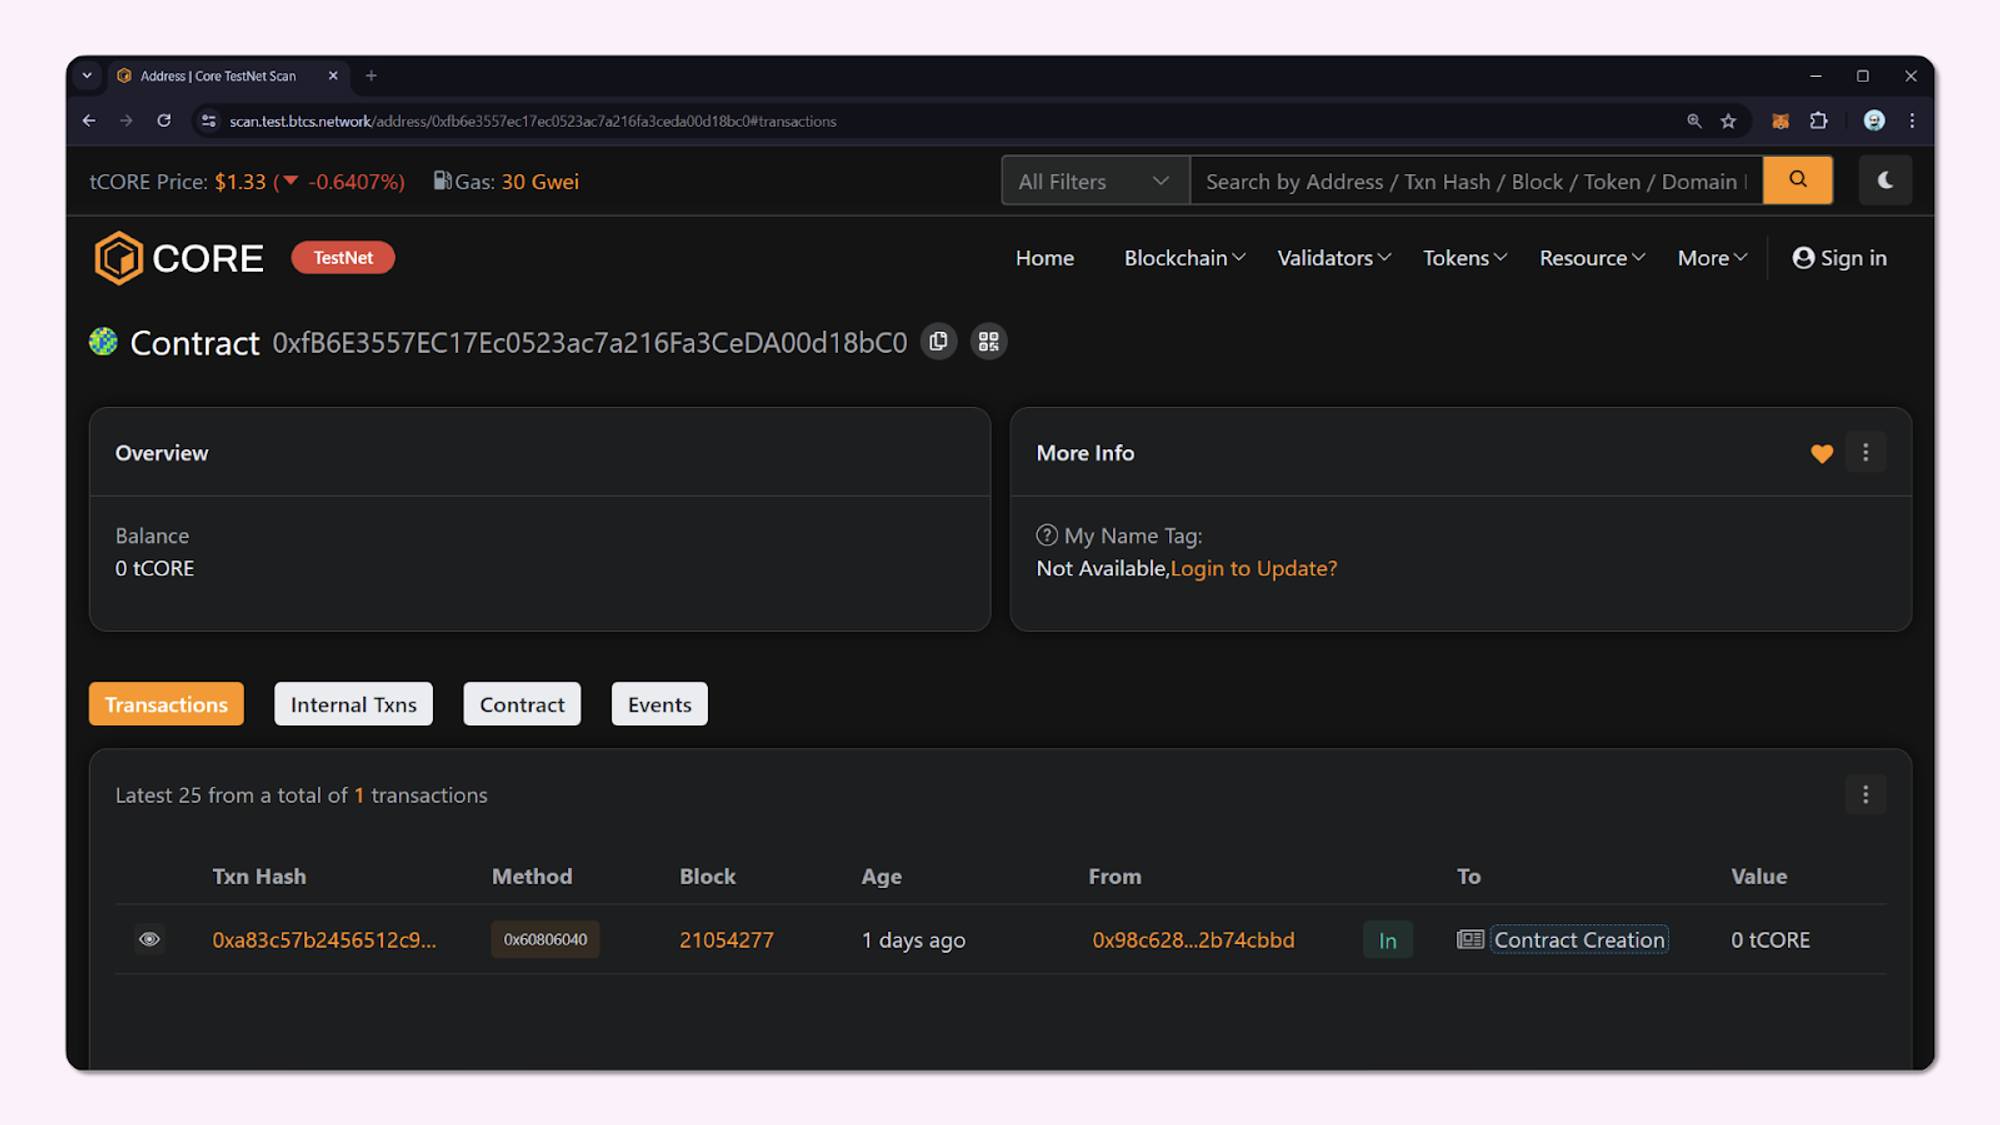 Address | Core TestNet Scan
scan.test.btcs.network/address/0xfb6e3557ec17ec0523ac7a216fa3ceda00d18bc0#transactions
tCORE Price: $1.33 ( -0.6407%) Gas: 30 Gwei
All Filters
Search by Address / Txn Hash / Block / Token / Domain
CORE TestNet
Home Blockchain Validators Tokens Resource More Sign in
Contract 0xfB6E3557EC17Ec0523ac7a216Fa3CeDA00d18bC0
Overview
Balance
0 tCORE
More Info
My Name Tag:
Not Available,Login to Update?
Transactions Internal Txns Contract Events
Latest 25 from a total of 1 transactions
Txn Hash Method Block Age From To Value
0xa83c57b2456512c9... 0x60806040 21054277 1 days ago 0x98c628...2b74cbbd In Contract Creation 0 tCORE